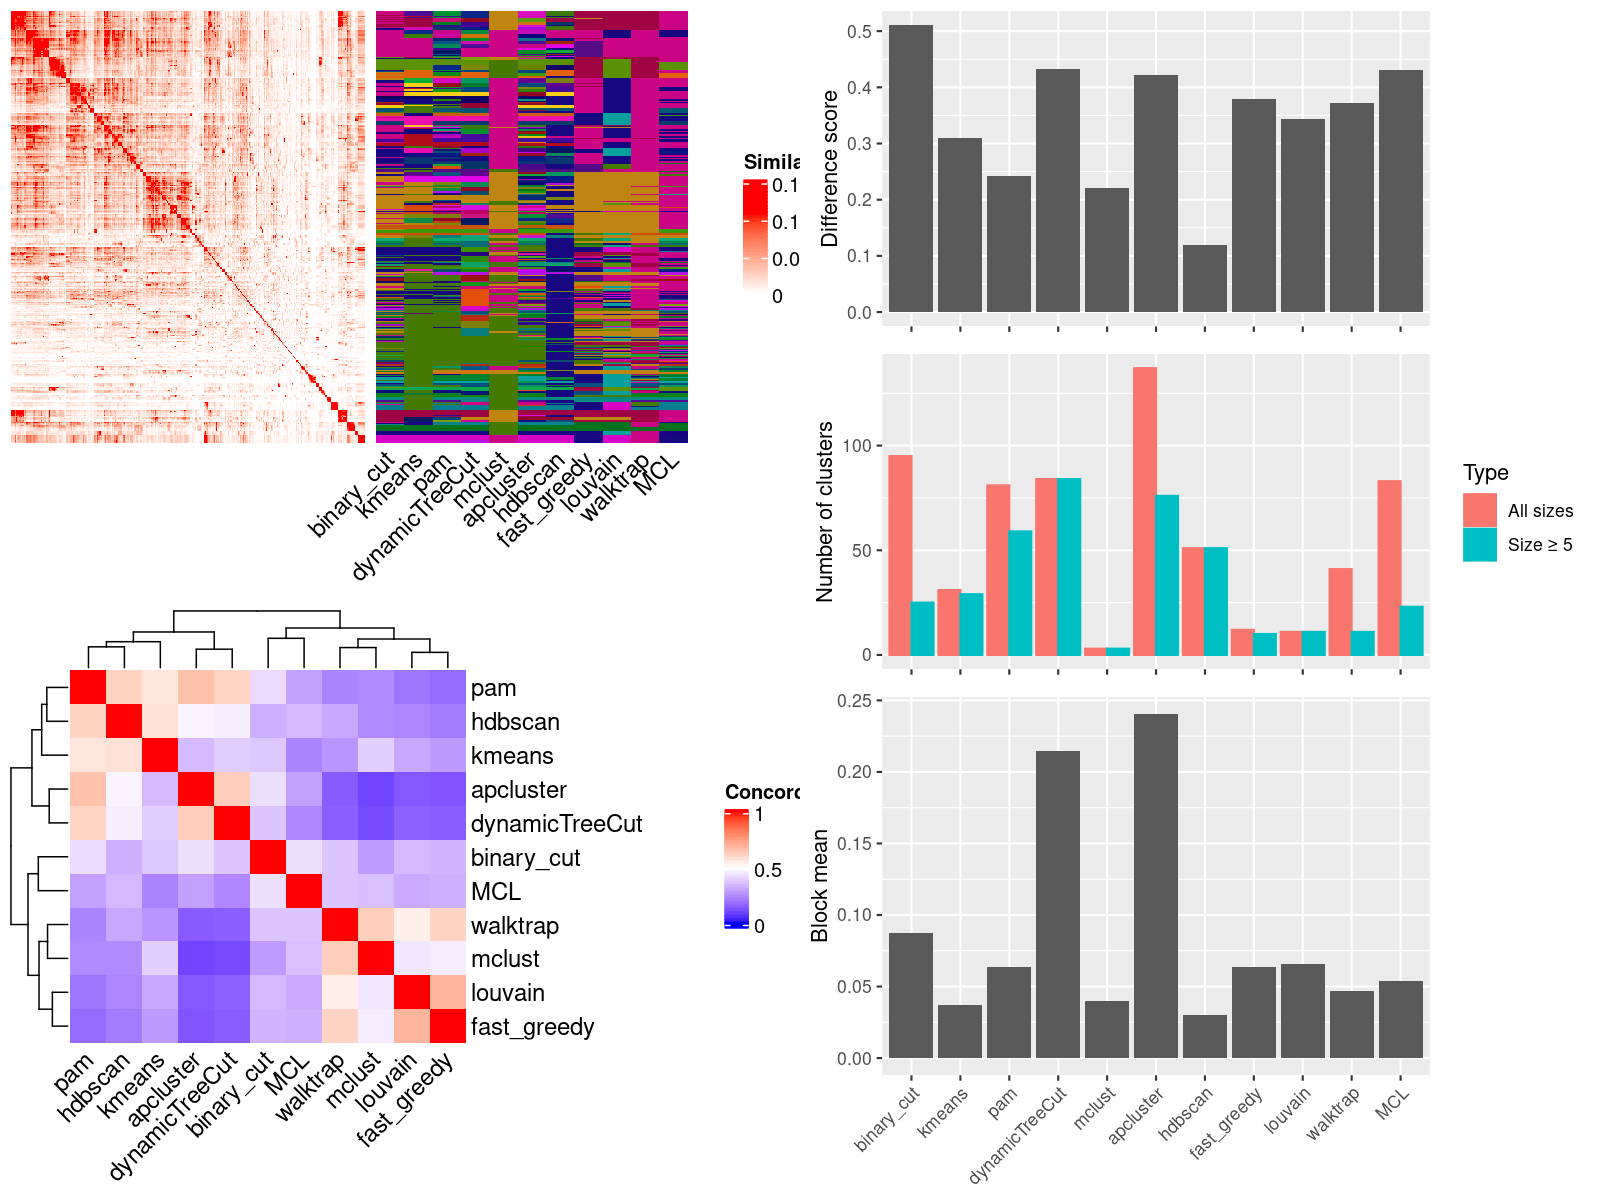 Simila
0.1
0.1
0.0
0
binary_cut
kmeans
pam
dynamicTreeCut
mclust
apcluster
hdbscan
fast_greedy
louvain
walktrap
MCL
Difference score
0.5
0.4
0.3
0.2
0.1
0.0
Number of clusters
100
50
0
Type
All sizes
Size ≥ 5
pam
hdbscan
kmeans
apcluster
dynamicTreeCut
binary_cut
MCL
walktrap
mclust
louvain
fast_greedy
pam
hdbscan
kmeans
apcluster
dynamicTreeCut
binary_cut
MCL
walktrap
mclust
louvain
fast_greedy
Concord
1
0.5
0
Block mean
0.25
0.20
0.15
0.10
0.05
0.00
binary_cut
kmeans
pam
dynamicTreeCut
mclust
apcluster
hdbscan
fast_greedy
louvain
walktrap
MCL